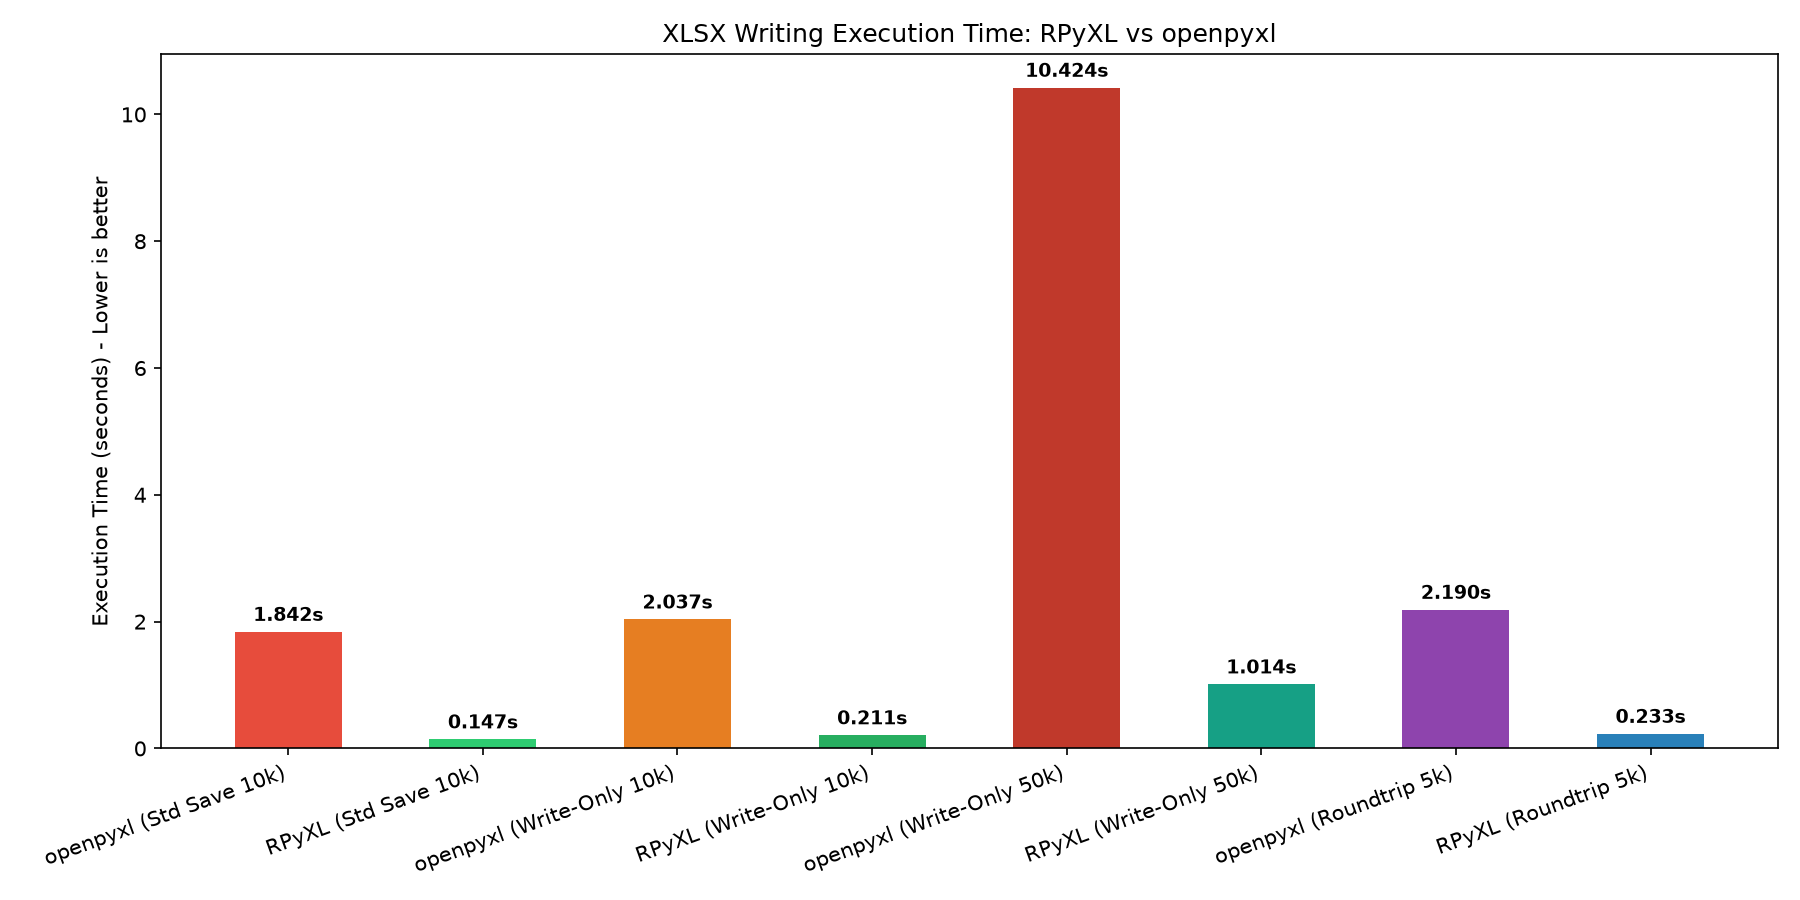 XLSX Writing Execution Time: RPyXL vs openpyxl
Execution Time (seconds) - Lower is better
10
8
6
4
2
0
1.842s
0.147s
2.037s
0.211s
10.424s
1.014s
2.190s
0.233s
openpyxl (Std Save 10k)
RPyXL (Std Save 10k)
openpyxl (Write-Only 10k)
RPyXL (Write-Only 10k)
openpyxl (Write-Only 50k)
RPyXL (Write-Only 50k)
openpyxl (Roundtrip 5k)
RPyXL (Roundtrip 5k)